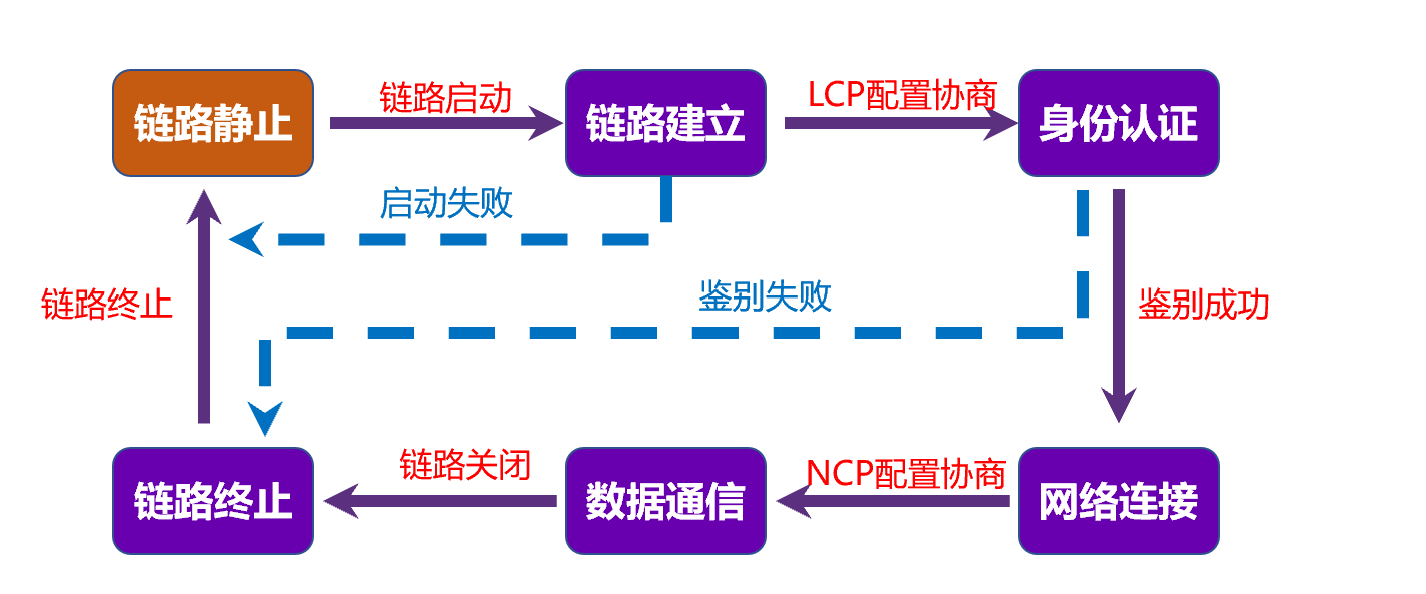 链路静止
链路启动
链路建立
LCP配置协商
身份认证
启动失败
鉴别失败
链路终止
鉴别成功
链路终止
链路关闭
数据通信
NCP配置协商
网络连接